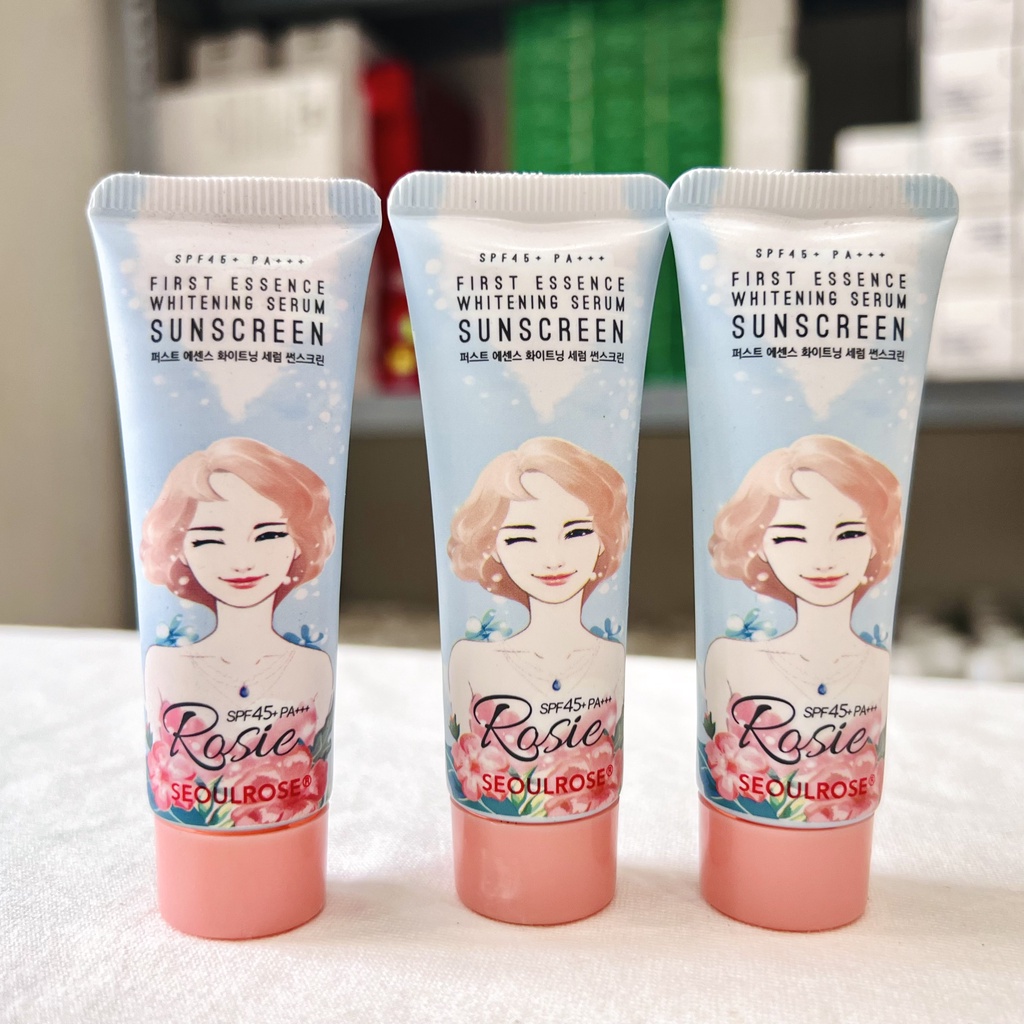 SPF45+ PA+++
FIRST ESSENCE
WHITENING SERUM
SUNSCREEN
퍼스트 에센스 화이트닝 세럼 썬스크린
SPF45+ PA+++
Rosie
SEOULROSE®
SPF45+ PA+++
FIRST ESSENCE
WHITENING SERUM
SUNSCREEN
퍼스트 에센스 화이트닝 세럼 썬스크린
SPF45+ PA+++
Rosie
SEOULROSE®
SPF45+ PA+++
FIRST ESSENCE
WHITENING SERUM
SUNSCREEN
퍼스트 에센스 화이트닝 세럼 썬스크린
SPF45+ PA+++
Rosie
SEOULROSE®